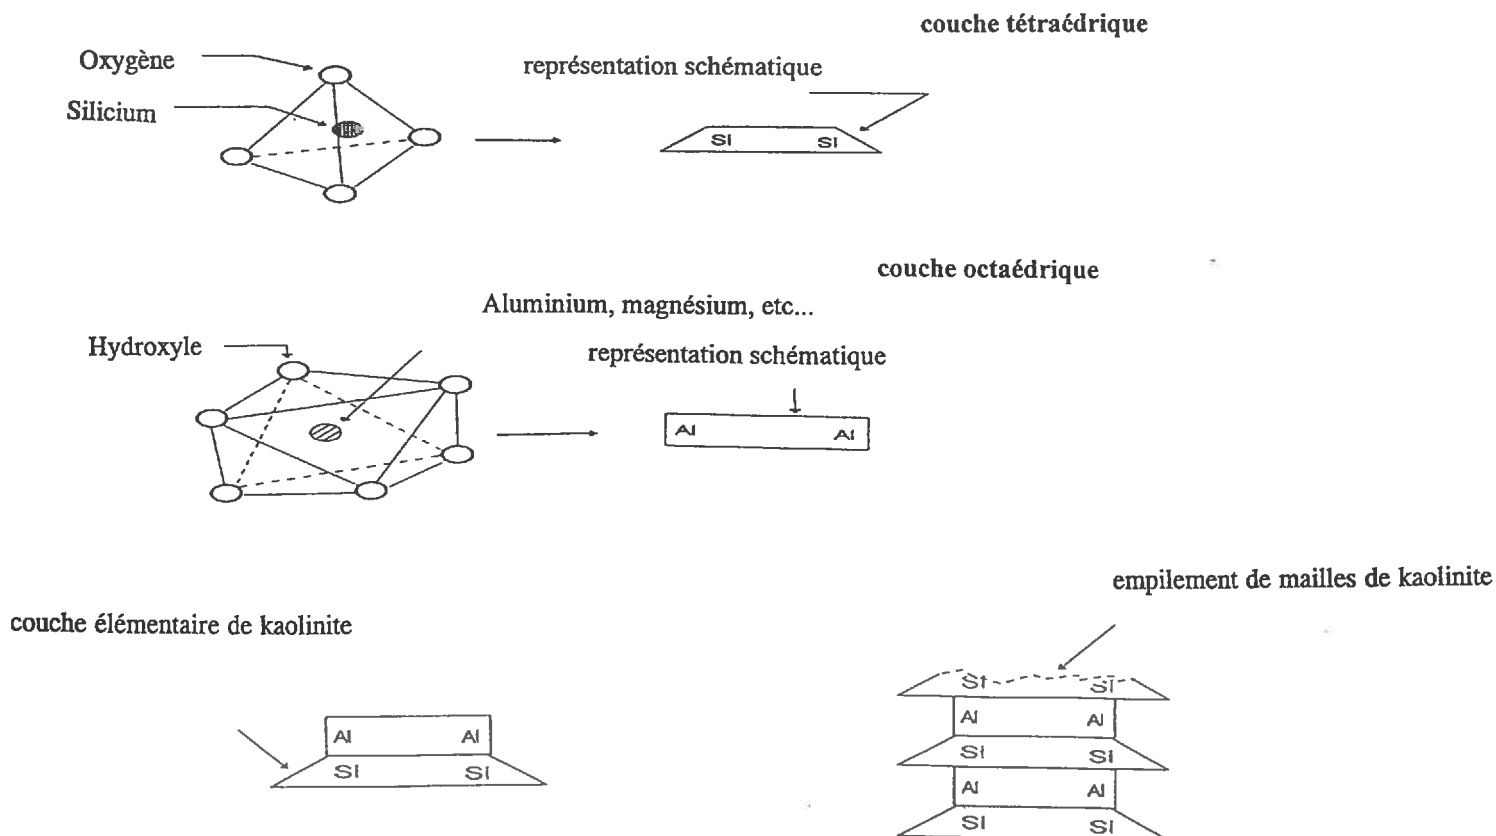 couche tétraédrique
Oxygène
représentation schématique
Silicium
Si Si
couche octaédrique
Aluminium, magnésium, etc...
Hydroxyle
représentation schématique
Al Al
empilement de mailles de kaolinite
couche élémentaire de kaolinite
Al Al
Si Si
Si Si
Al Al
Si Si
Al Al
Si Si